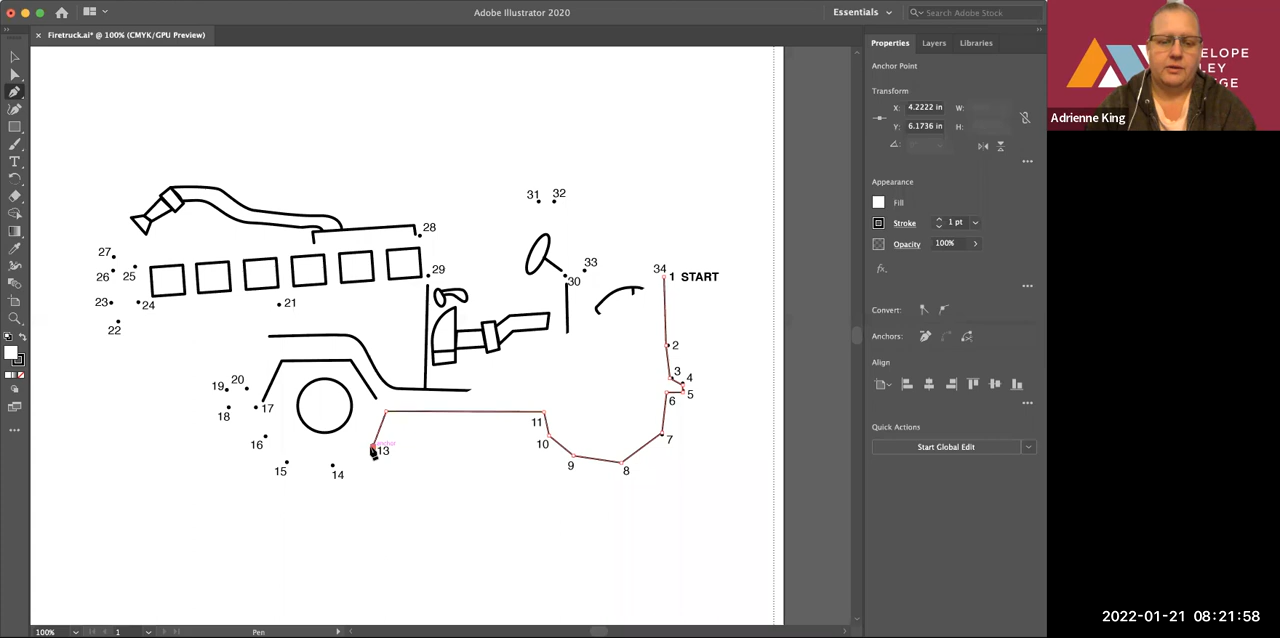 Adobe Illustrator 2020
Essentials
Search Adobe Stock
Firetruck.ai* @ 100% (CMYK/GPU Preview)
Properties
Layers
Libraries
Anchor Point
Transform
X:
4.2222 in
W:
Y:
6.1736 in
H:
Appearance
Fill
Stroke
1 pt
Opacity
100%
fx.
Convert:
Anchors:
Align
Quick Actions
Start Global Edit
ELOPE
LEY
Adrienne King
31
32
28
27
26
25
29
30
33
34
1 START
23
24
21
22
2
3
4
5
6
19
20
18
17
11
7
10
16
anchor
13
9
8
15
14
100%
1
Pen
2022-01-21 08:21:58